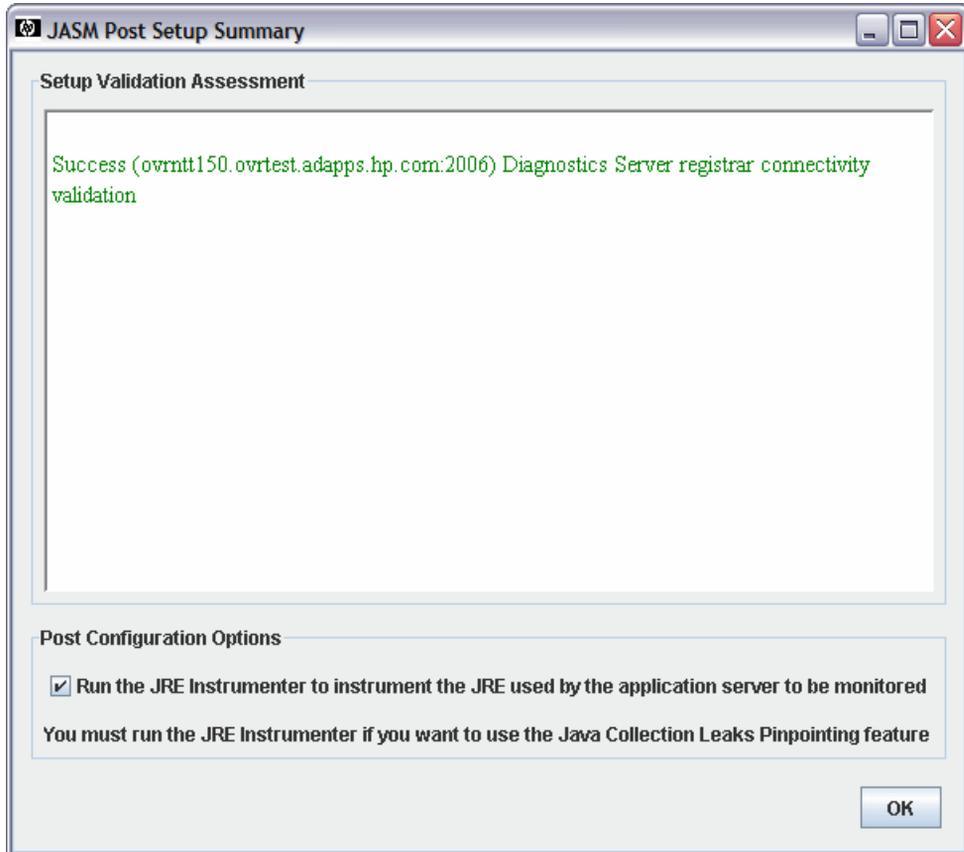 JASM Post Setup Summary
Setup Validation Assessment
Success (ovrntt150.ovrtest.adapps.hp.com:2006) Diagnostics Server registrar connectivity
validation
Post Configuration Options
Run the JRE Instrumenter to instrument the JRE used by the application server to be monitored
You must run the JRE Instrumenter if you want to use the Java Collection Leaks Pinpointing feature
OK